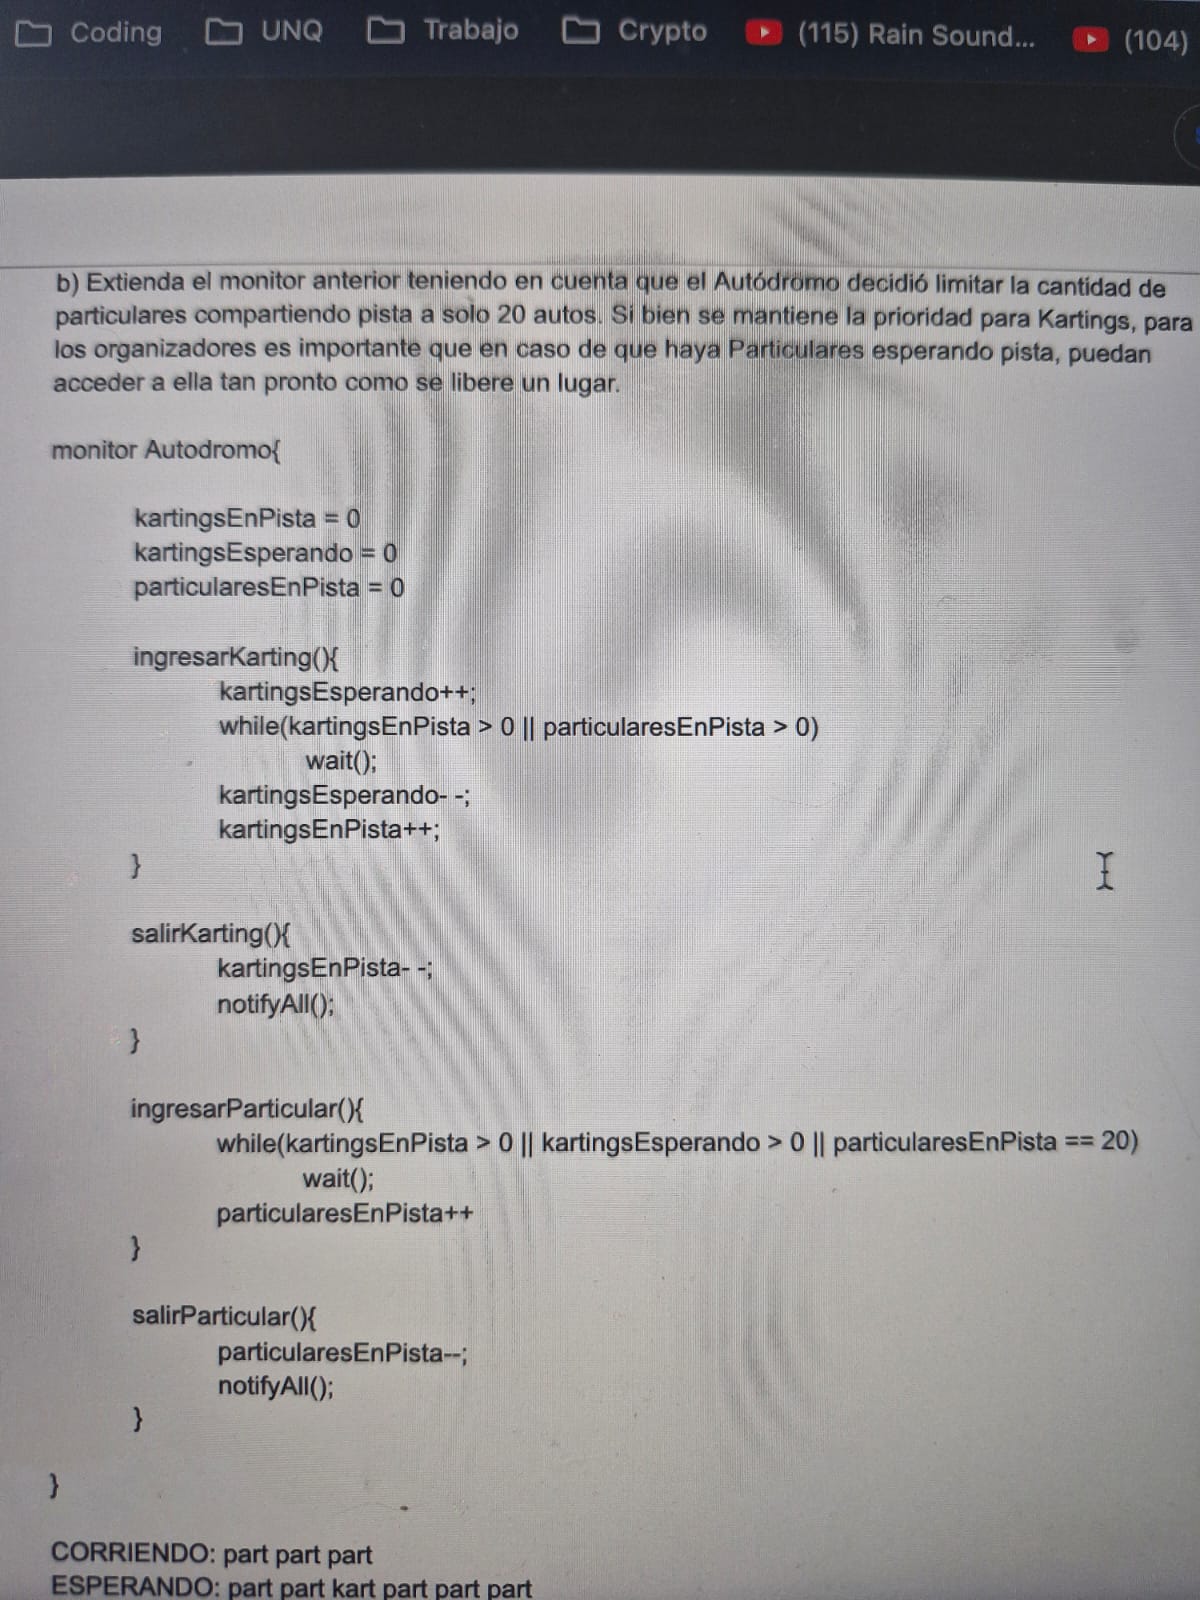 Coding UNQ Trabajo Crypto (115) Rain Sound... (104)
b) Extienda el monitor anterior teniendo en cuenta que el Autódromo decidió limitar la cantidad de
particulares compartiendo pista a solo 20 autos. Si bien se mantiene la prioridad para Kartings, para
los organizadores es importante que en caso de que haya Particulares esperando pista, puedan
acceder a ella tan pronto como se libere un lugar.
monitor Autodromo{
kartingsEnPista = 0
kartingsEsperando = 0
particularesEnPista = 0
ingresarKarting(){
kartingsEsperando++;
while(kartingsEnPista > 0 || particularesEnPista > 0)
wait();
kartingsEsperando- -;
kartingsEnPista++;
}
salirKarting(){
kartingsEnPista- -;
notifyAll();
}
ingresarParticular(){
while(kartingsEnPista > 0 || kartingsEsperando > 0 || particularesEnPista == 20)
wait();
particularesEnPista++
}
salirParticular(){
particularesEnPista--;
notifyAll();
}
}
CORRIENDO: part part part
ESPERANDO: part part kart part part part